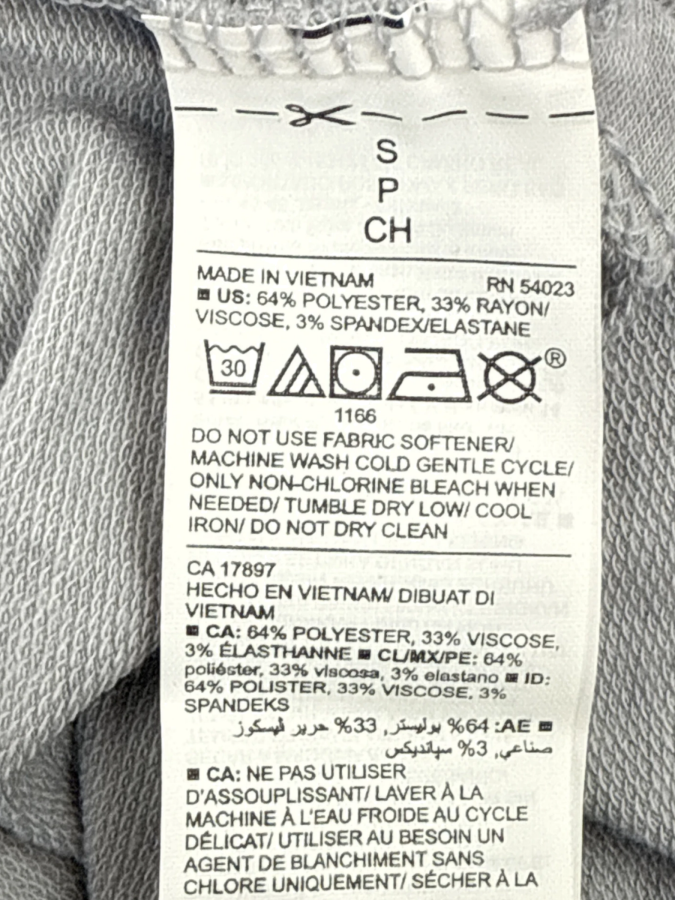 S
P
CH
MADE IN VIETNAM RN 54023
US: 64% POLYESTER, 33% RAYON/
VISCOSE, 3% SPANDEX/ELASTANE
30
®
1166
DO NOT USE FABRIC SOFTENER/
MACHINE WASH COLD GENTLE CYCLE/
ONLY NON-CHLORINE BLEACH WHEN
NEEDED/ TUMBLE DRY LOW/ COOL
IRON/ DO NOT DRY CLEAN
CA 17897
HECHO EN VIETNAM/ DIBUAT DI
VIETNAM
CA: 64% POLYESTER, 33% VISCOSE,
3% ÉLASTHANNE CL/MX/PE: 64%
poliéster, 33% viscosa, 3% elastano ID:
64% POLISTER, 33% VISCOSE, 3%
SPANDEKS
AE: 64% بوليستر, 33% حرير فيسكوز
صناعي, 3% سپانديكس
CA: NE PAS UTILISER
D'ASSOUPLISSANT/ LAVER À LA
MACHINE À L'EAU FROIDE AU CYCLE
DÉLICAT/ UTILISER AU BESOIN UN
AGENT DE BLANCHIMENT SANS
CHLORE UNIQUEMENT/ SÉCHER À LA